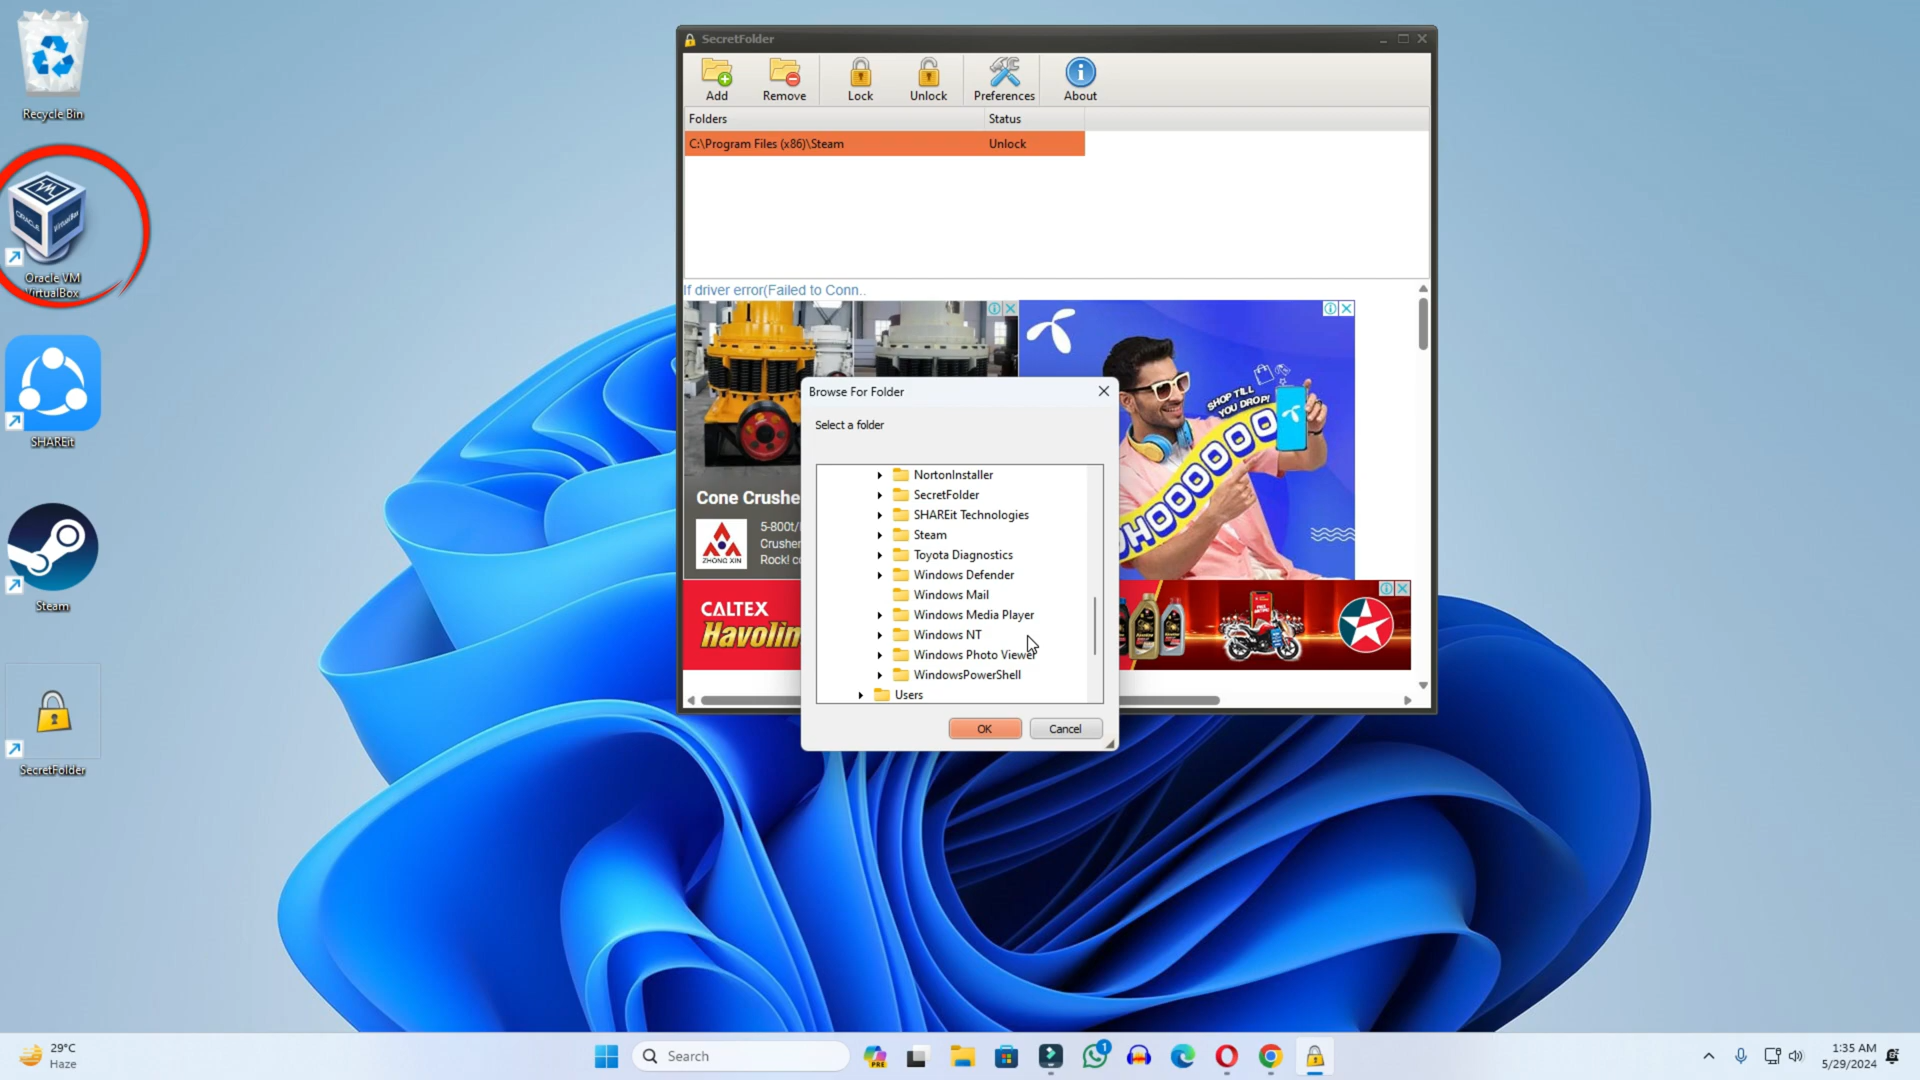 Recycle Bin
Oracle VM
VirtualBox
SHAREit
Steam
SecretFolder
SecretFolder
Add
Remove
Lock
Unlock
Preferences
About
Folders
Status
C:\Program Files (x86)\Steam
Unlock
If driver error(Failed to Conn..
Cone Crushe
5-800t/
Crusher
Rock! c
ZHONG XIN
SHOP TILL
YOU DROP!
CALTEX
Havolin
Browse For Folder
Select a folder
NortonInstaller
SecretFolder
SHAREit Technologies
Steam
Toyota Diagnostics
Windows Defender
Windows Mail
Windows Media Player
Windows NT
Windows Photo Viewer
WindowsPowerShell
Users
OK
Cancel
29°C
Haze
Search
PRE
1
1:35 AM
5/29/2024